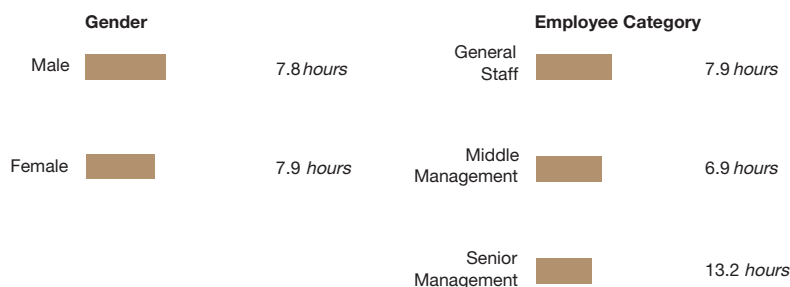 Gender
Male
7.8 hours
Female
7.9 hours
Employee Category
General
Staff
7.9 hours
Middle
Management
6.9 hours
Senior
Management
13.2 hours